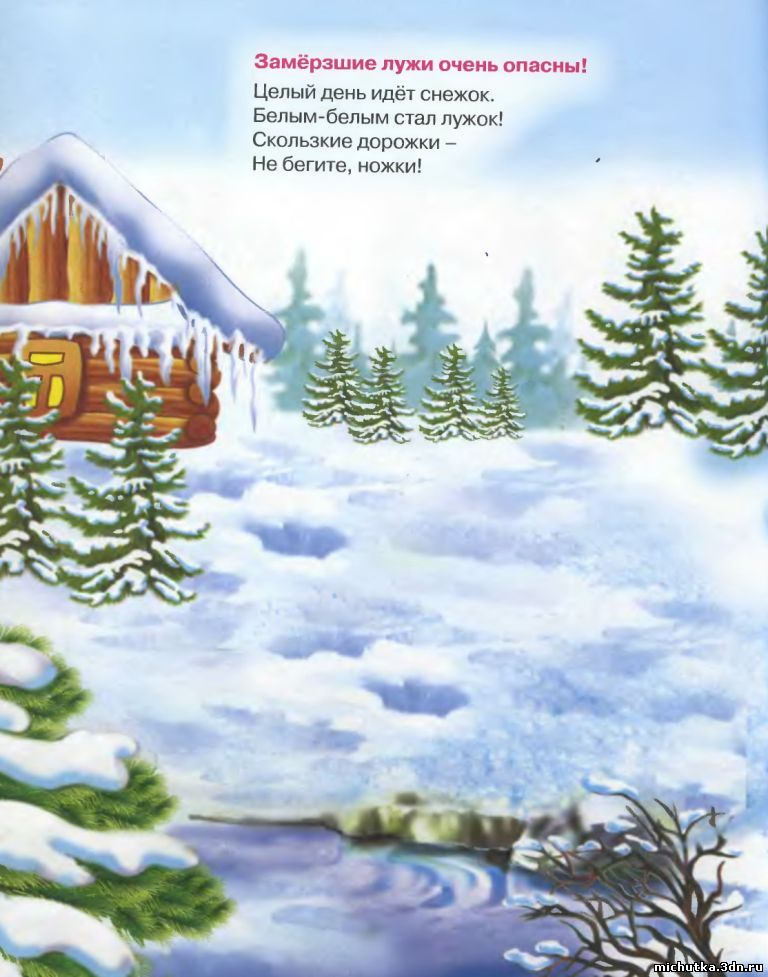 Замёрзшие лужи очень опасны!
Целый день идёт снежок.
Белым-белым стал лужок!
Скользкие дорожки –
Не бегите, ножки!
michutka.3dn.ru